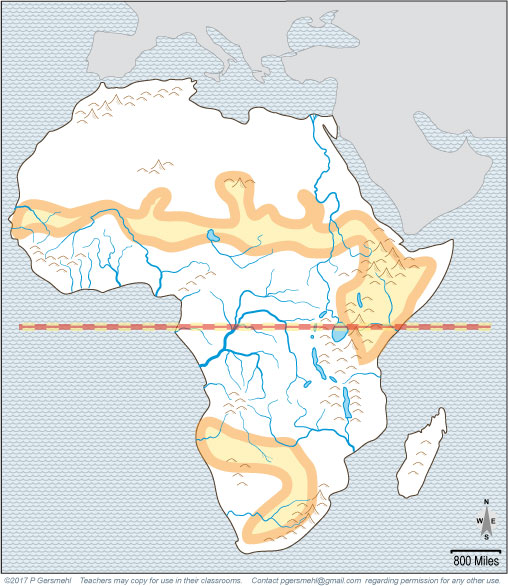 N
W E
S
800 Miles
©2017 P Gersmehl Teachers may copy for use in their classrooms. Contact pgersmehl@gmail.com regarding permission for any other use.